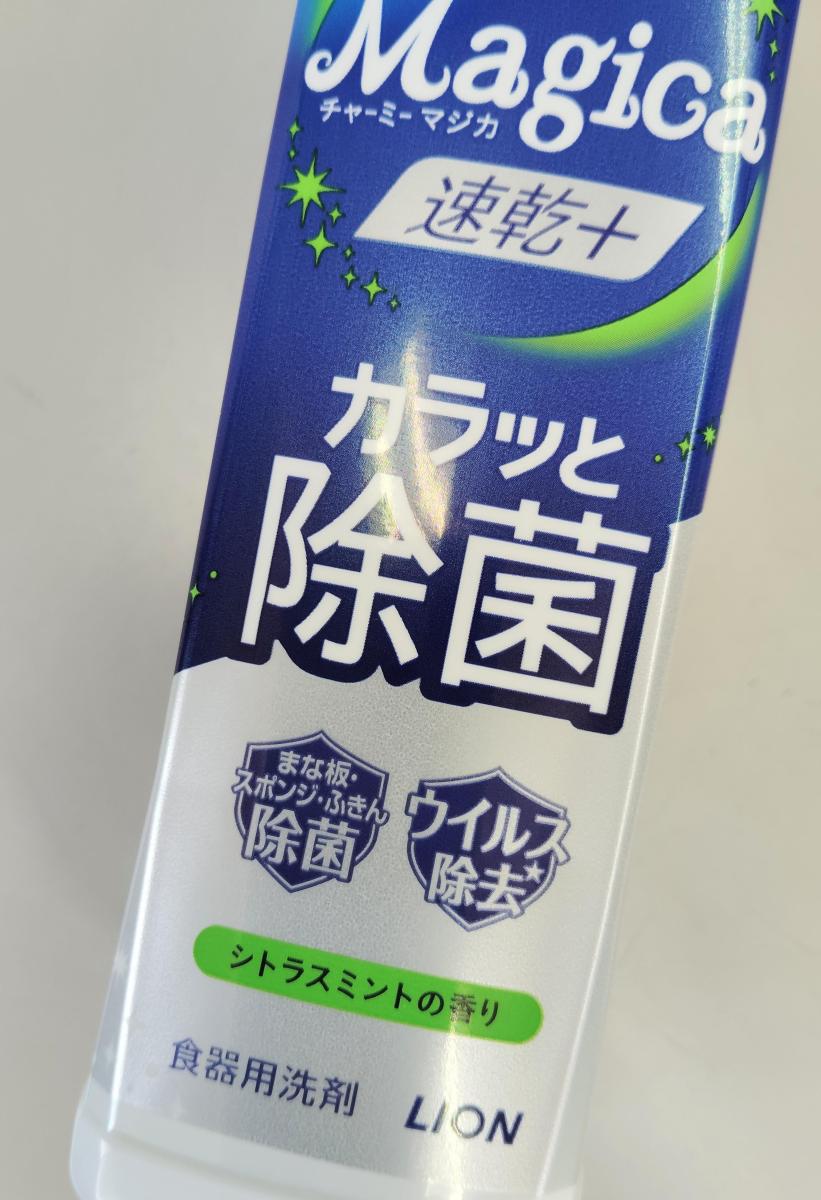 Magica
チャーミー マジカ
速乾＋
カラッと
除菌
まな板・
スポンジ・ふきん
除菌
ウイルス
除去★
シトラスミントの香り
食器用洗剤
LION